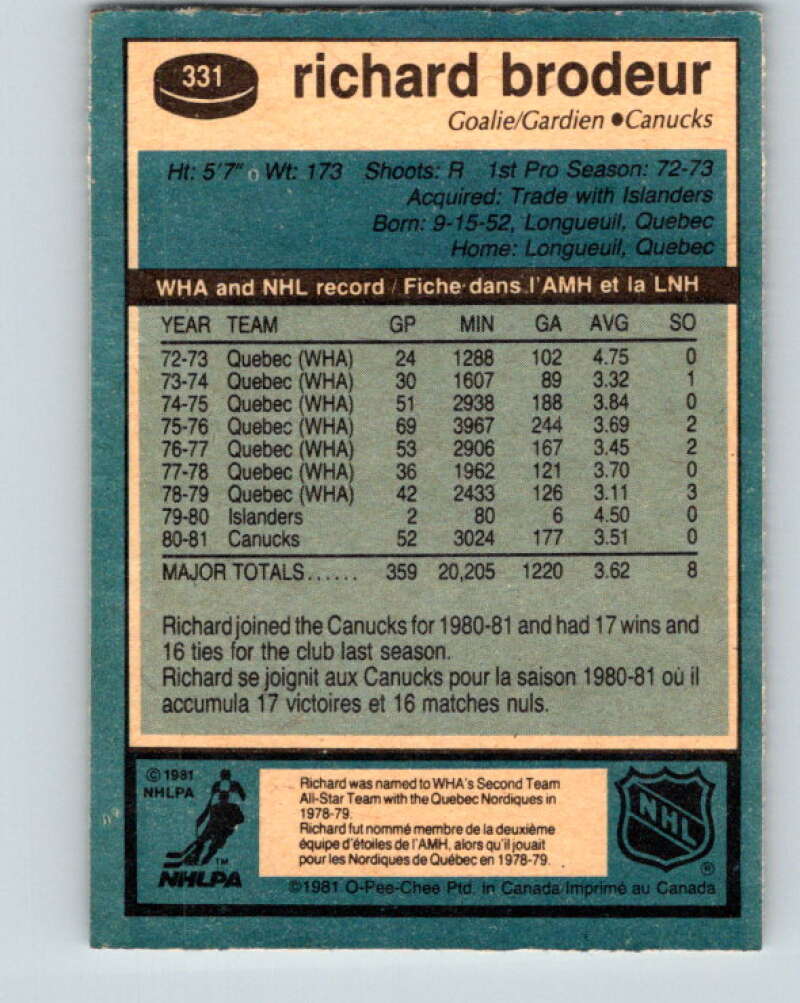 331
richard brodeur
Goalie/Gardien ●Canucks
Ht: 5'7" Wt: 173 Shoots: R 1st Pro Season: 72-73
Acquired: Trade with Islanders
Born: 9-15-52, Longueuil, Quebec
Home: Longueuil, Quebec
WHA and NHL record / Fiche dans l'AMH et la LNH
YEAR TEAM GP MIN GA AVG SO
72-73 Quebec (WHA) 24 1288 102 4.75 0
73-74 Quebec (WHA) 30 1607 89 3.32 1
74-75 Quebec (WHA) 51 2938 188 3.84 0
75-76 Quebec (WHA) 69 3967 244 3.69 2
76-77 Quebec (WHA) 53 2906 167 3.45 2
77-78 Quebec (WHA) 36 1962 121 3.70 0
78-79 Quebec (WHA) 42 2433 126 3.11 3
79-80 Islanders 2 80 6 4.50 0
80-81 Canucks 52 3024 177 3.51 0
MAJOR TOTALS...... 359 20,205 1220 3.62 8
Richard joined the Canucks for 1980-81 and had 17 wins and
16 ties for the club last season.
Richard se joignit aux Canucks pour la saison 1980-81 où il
accumula 17 victoires et 16 matches nuls.
©1981
NHLPA
TM
NHLPA
Richard was named to WHA's Second Team
All-Star Team with the Quebec Nordiques in
1978-79.
Richard fut nommé membre de la deuxième
équipe d'étoiles de l'AMH, alors qu'il jouait
pour les Nordiques de Québec en 1978-79.
NHL
®
©1981 O-Pee-Chee Ptd. in Canada/Imprimé au Canada